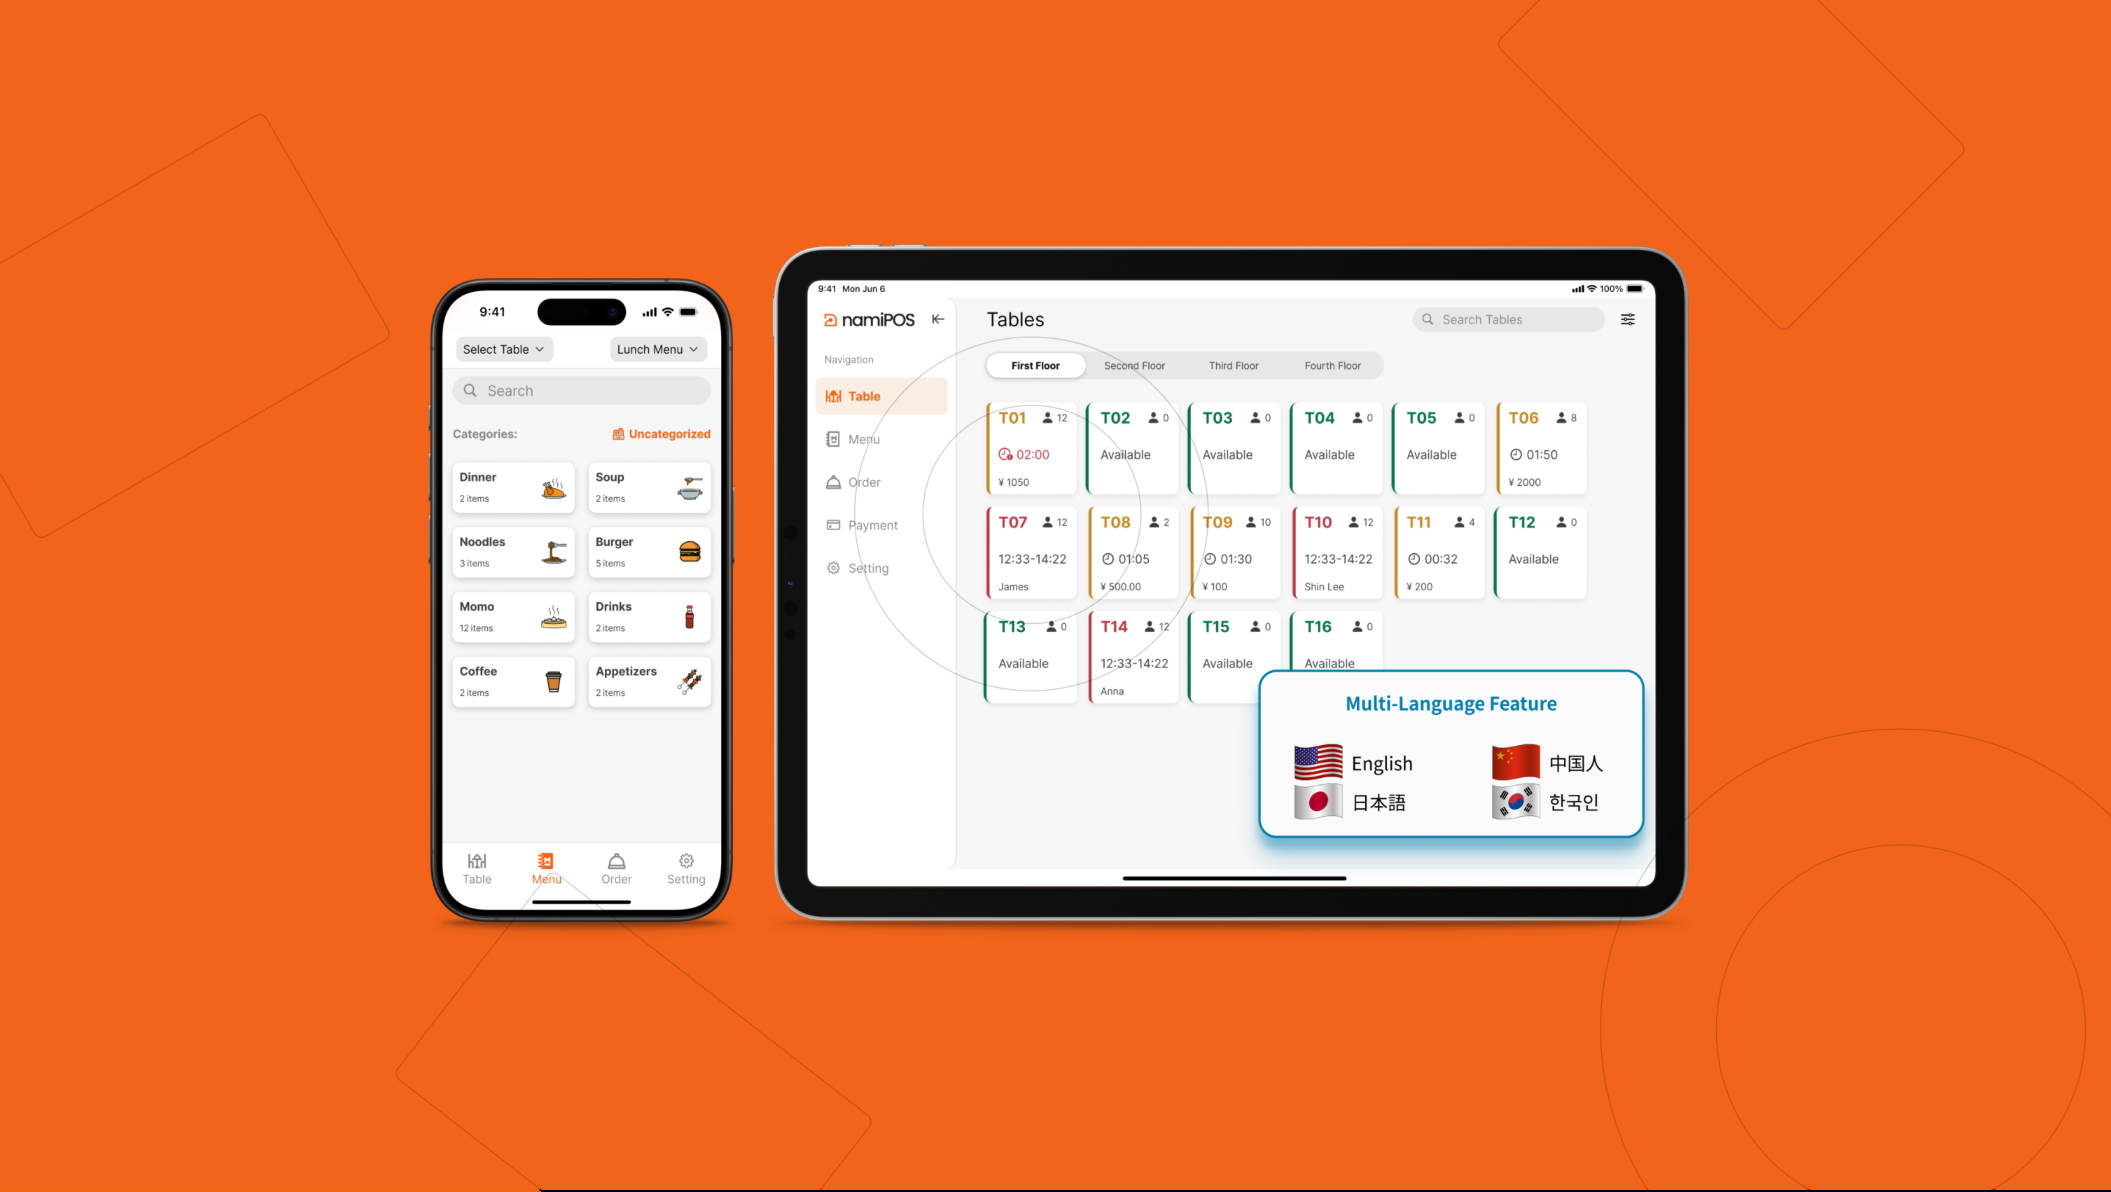 9:41
Select Table
Lunch Menu
Search
Categories:
Uncategorized
Dinner
2 items
Soup
2 items
Noodles
3 items
Burger
5 items
Momo
12 items
Drinks
2 items
Coffee
2 items
Appetizers
2 items
Table
Menu
Order
Setting
9:41 Mon Jun 6
100%
namiPOS
Navigation
Table
Menu
Order
Payment
Setting
Tables
Search Tables
First Floor
Second Floor
Third Floor
Fourth Floor
T01 12
02:00
¥ 1050
T02 0
Available
T03 0
Available
T04 0
Available
T05 0
Available
T06 8
01:50
¥ 2000
T07 12
12:33-14:22
James
T08 2
01:05
¥ 500.00
T09 10
01:30
¥ 100
T10 12
12:33-14:22
Shin Lee
T11 4
00:32
¥ 200
T12 0
Available
T13 0
Available
T14 12
12:33-14:22
Anna
T15 0
Available
T16 0
Available
Multi-Language Feature
English
中国人
日本語
한국인